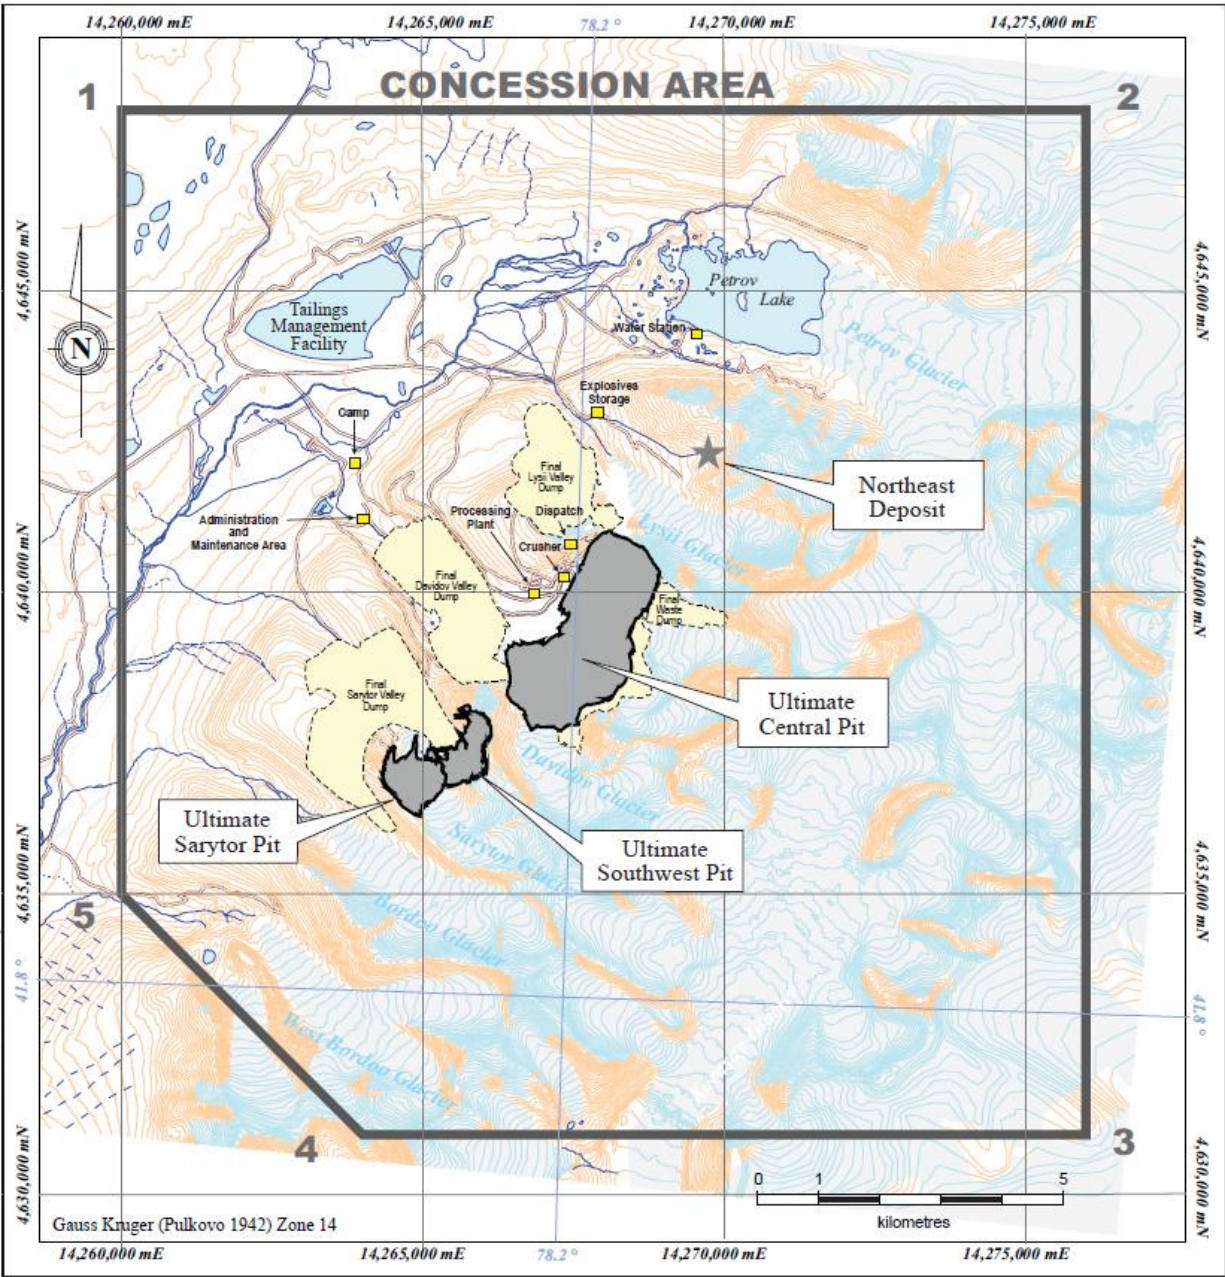 14,260,000 mE
14,265,000 mE
78.2 °
14,270,000 mE
14,275,000 mE
CONCESSION AREA
1
2
4,645,000 mN
4,645,000 mN
Petrov
Lake
Tailings
Management
Facility
Water Station
Petrov Glacier
N
Explosives
Storage
Camp
Final
Lysii Valley
Dump
Northeast
Deposit
Processing
Plant
Dispatch
Administration
and
Maintenance Area
Lysii Glacier
Crusher
4,640,000 mN
4,640,000 mN
Final
Davidov Valley
Dump
Final
Waste
Dump
Final
Sarytor Valley
Dump
Ultimate
Central Pit
Davidov Glacier
Ultimate
Sarytor Pit
Sarytor Glacier
Ultimate
Southwest Pit
4,635,000 mN
4,635,000 mN
5
Bordoo Glacier
41.8 °
41.8 °
West Bordoo Glacier
4
3
4,630,000 mN
4,630,000 mN
0 1 5
kilometres
Gauss Kruger (Pulkovo 1942) Zone 14
14,260,000 mE
14,265,000 mE
78.2 °
14,270,000 mE
14,275,000 mE